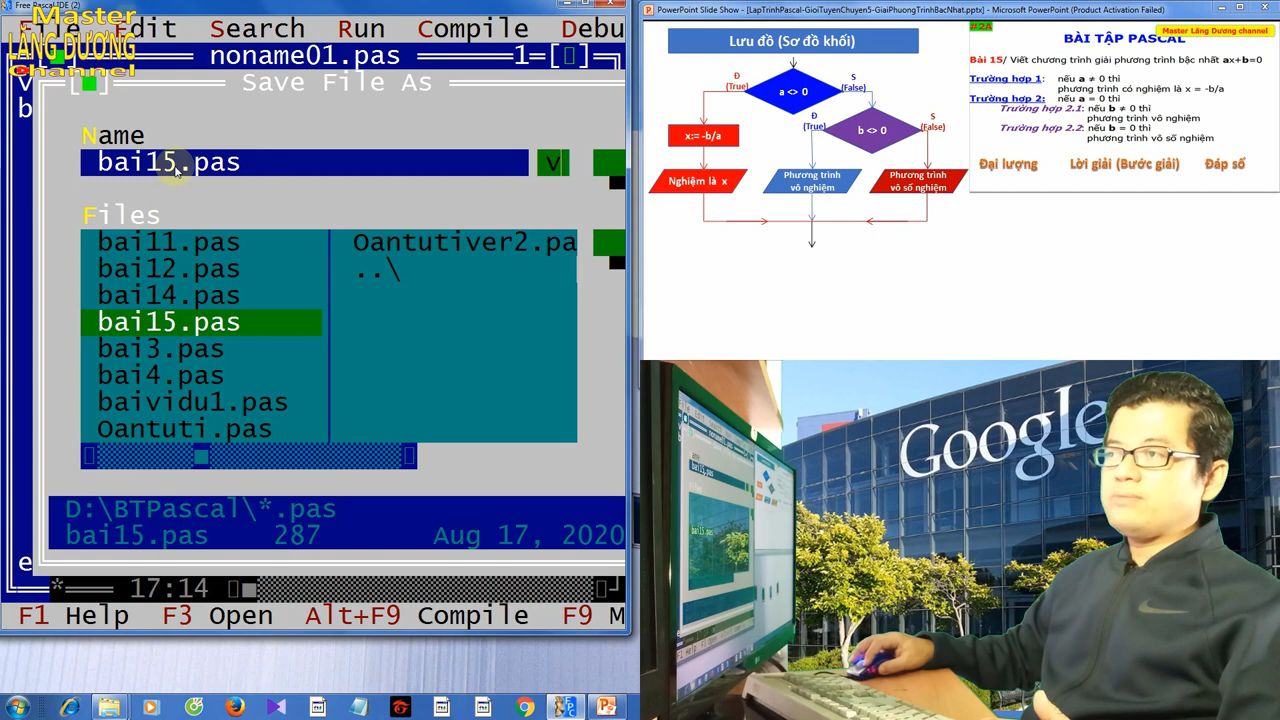 Free Pascal IDE (2)
Master
LĂNG DƯƠNG
Channel
Search Run Compile Debu
noname01.pas
1=[
Save File As
Name
bai15.pas
v
Files
bai11.pas
bai12.pas
bai14.pas
bai15.pas
bai3.pas
bai4.pas
baividu1.pas
Oantuti.pas
Oantutiver2.pa
..\
D:\BTPascal\*.pas
bai15.pas 287 Aug 17, 2020
e
17:14
F1 Help F3 Open Alt+F9 Compile F9 M
PowerPoint Slide Show - [LapTrinhPascal-GioiTuyenChuyen5-GiaiPhuongTrinhBacNhat.pptx] - Microsoft PowerPoint (Product Activation Failed)
Lưu đồ (Sơ đồ khối)
Đ
(True)
S
(False)
a <> 0
Đ
(True)
S
(False)
b <> 0
x:= -b/a
Nghiệm là x
Phương trình
vô nghiệm
Phương trình
vô số nghiệm
#2A
Master Lăng Dương channel
BÀI TẬP PASCAL
Bài 15/ Viết chương trình giải phương trình bậc nhất ax+b=0
Trường hợp 1: nếu a ≠ 0 thì
phương trình có nghiệm là x = -b/a
Trường hợp 2: nếu a = 0 thì
Trường hợp 2.1: nếu b ≠ 0 thì
phương trình vô nghiệm
Trường hợp 2.2: nếu b = 0 thì
phương trình vô số nghiệm
Đại lượng Lời giải (Bước giải) Đáp số
Google